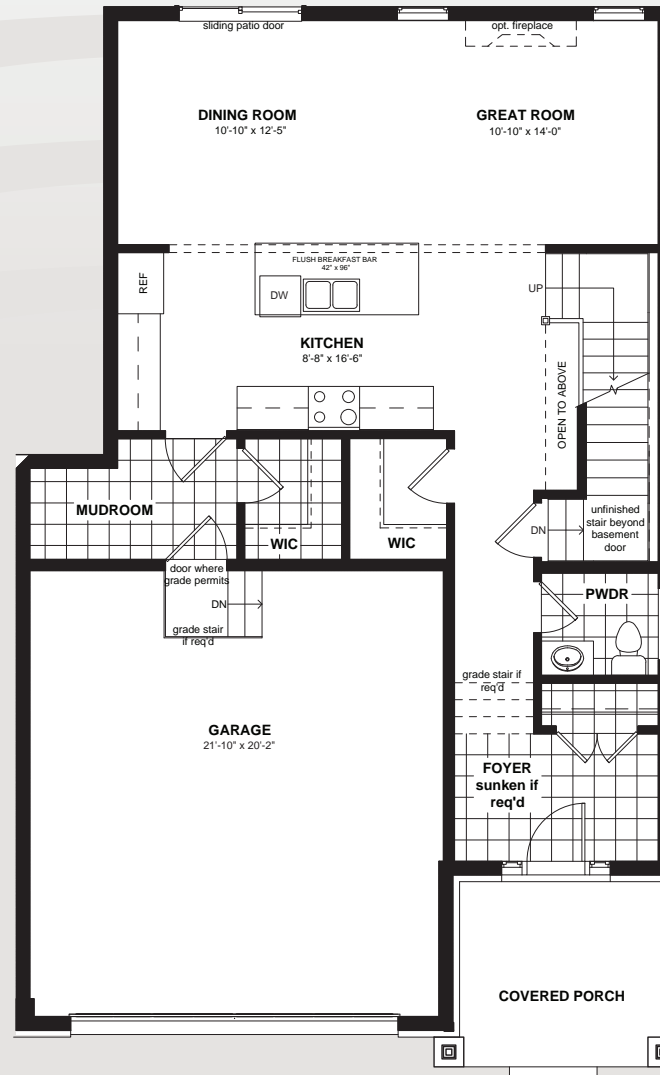 sliding patio door
opt. fireplace
DINING ROOM
10'-10" x 12'-5"
GREAT ROOM
10'-10" x 14'-0"
FLUSH BREAKFAST BAR
42" x 96"
REF
DW
UP
KITCHEN
8'-8" x 16'-6"
OPEN TO ABOVE
MUDROOM
WIC
WIC
DN
unfinished
stair beyond
basement
door
door where
grade permits
DN
grade stair
if req'd
PWDR
grade stair if
req'd
GARAGE
21'-10" x 20'-2"
FOYER
sunken if
req'd
COVERED PORCH